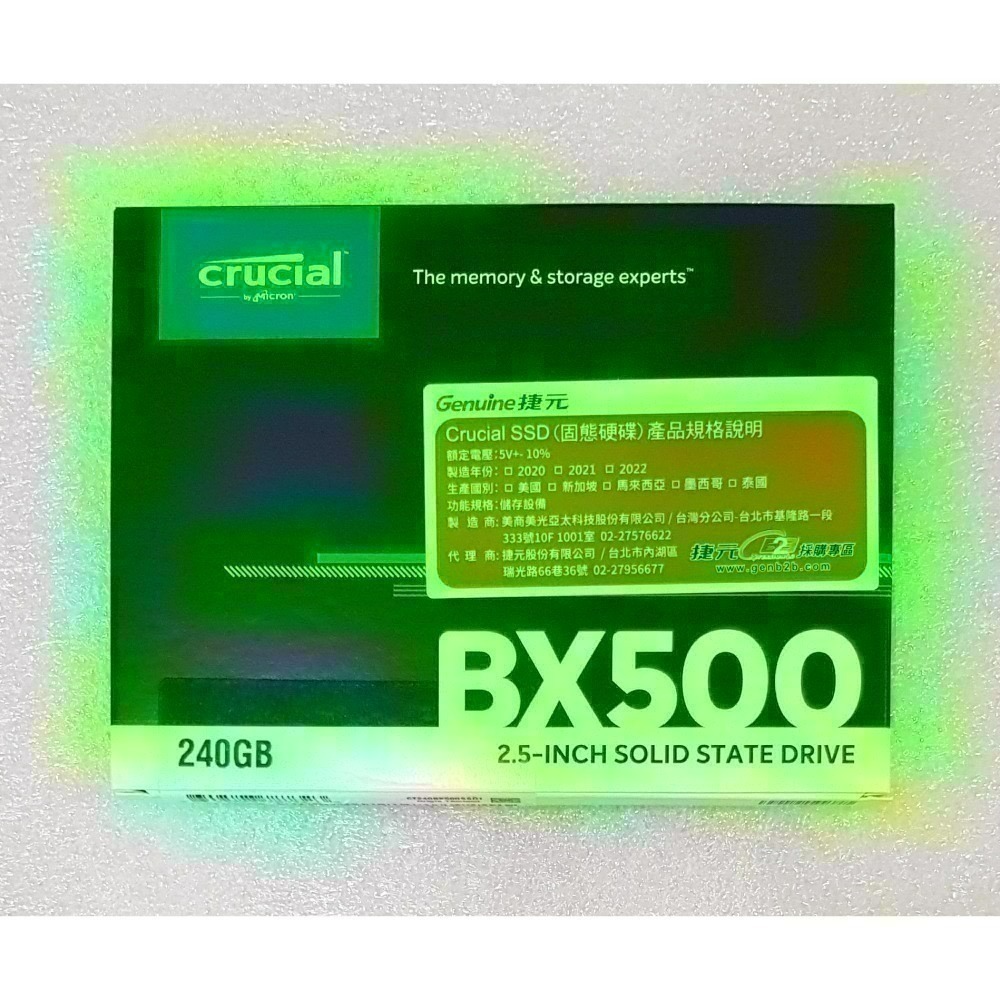 crucial™
by Micron®
The memory & storage experts™
Genuine捷元
Crucial SSD(固態硬碟)產品規格說明
額定電壓:5V+- 10%
製造年份:□ 2020 □ 2021 □ 2022
生產國別:□ 美國 □ 新加坡 □ 馬來西亞 □ 墨西哥 □ 泰國
功能規格:儲存設備
製 造 商:美商美光亞太科技股份有限公司 / 台灣分公司-台北市基隆路一段
333號10F 1001室 02-27576622
代 理 商:捷元股份有限公司 / 台北市內湖區
瑞光路66巷36號 02-27956677
捷元 B2B 採購專區
www.genb2b.com
BX500
240GB
2.5-INCH SOLID STATE DRIVE